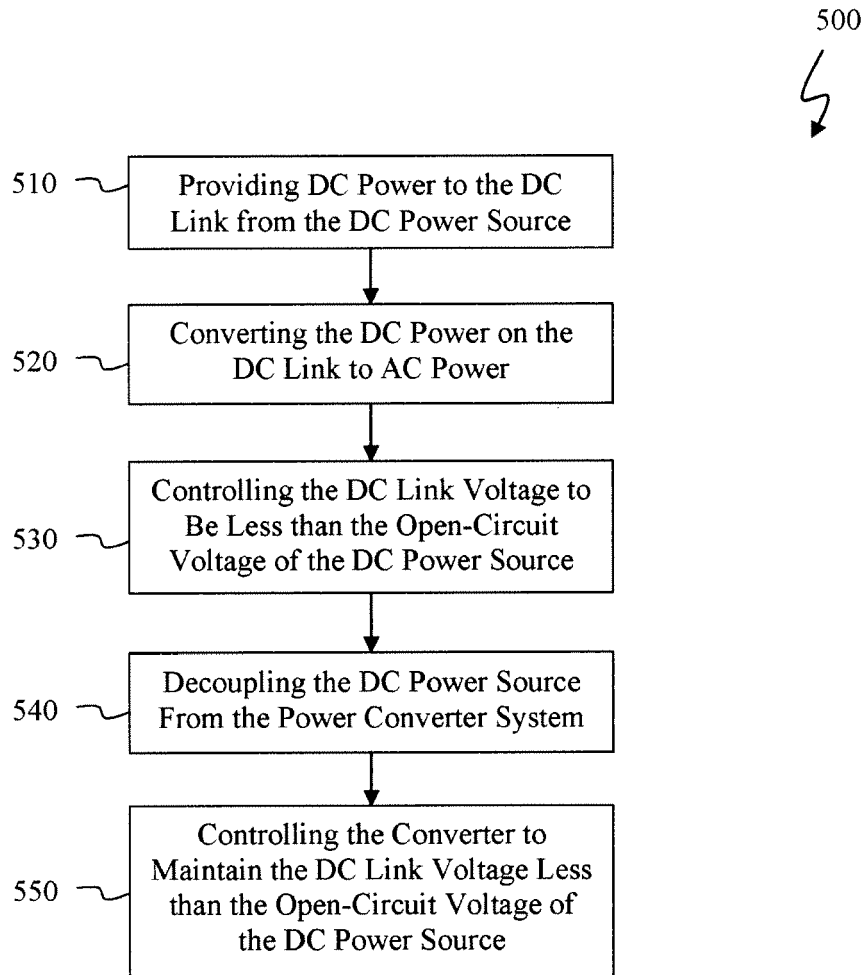 500
510
Providing DC Power to the DC
Link from the DC Power Source
520
Converting the DC Power on the
DC Link to AC Power
530
Controlling the DC Link Voltage to
Be Less than the Open-Circuit
Voltage of the DC Power Source
540
Decoupling the DC Power Source
From the Power Converter System
550
Controlling the Converter to
Maintain the DC Link Voltage Less
than the Open-Circuit Voltage of
the DC Power Source